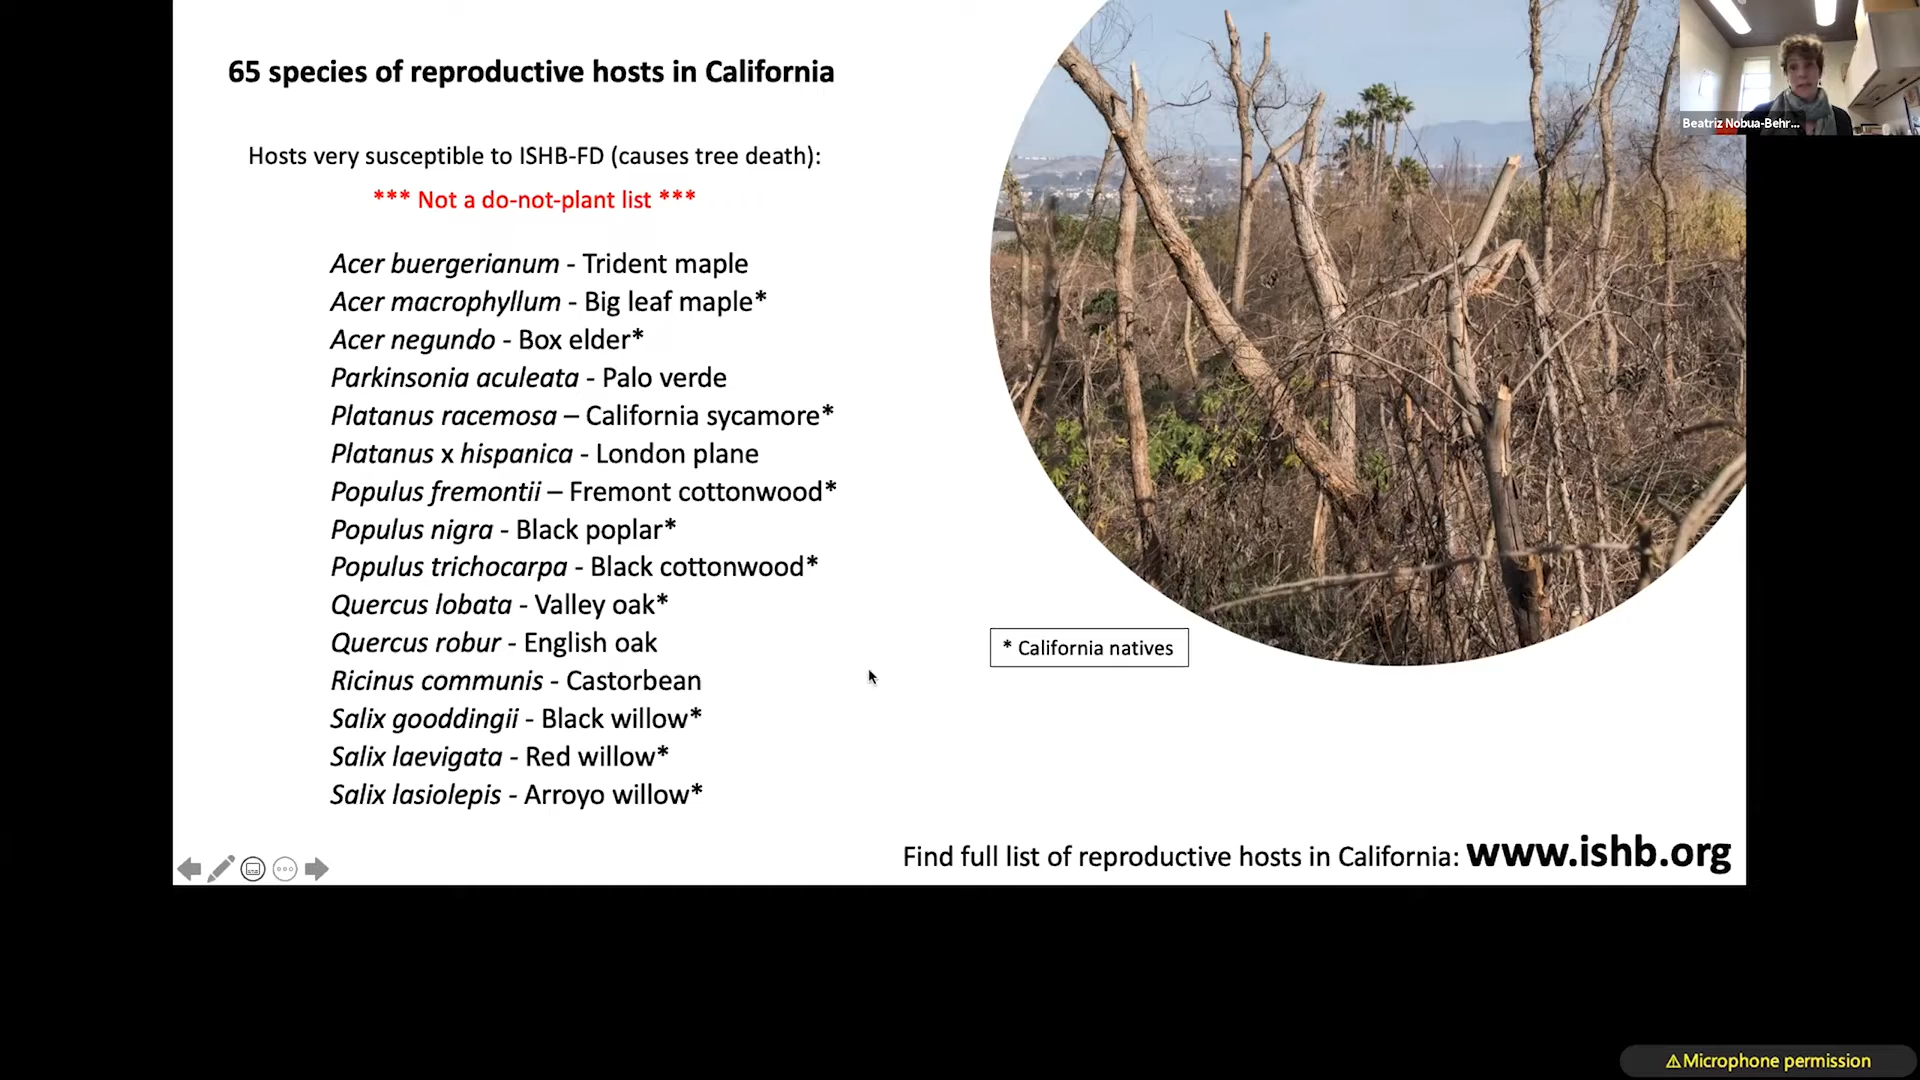 65 species of reproductive hosts in California
Hosts very susceptible to ISHB-FD (causes tree death):
*** Not a do-not-plant list ***
Acer buergerianum - Trident maple
Acer macrophyllum - Big leaf maple*
Acer negundo - Box elder*
Parkinsonia aculeata - Palo verde
Platanus racemosa – California sycamore*
Platanus x hispanica - London plane
Populus fremontii – Fremont cottonwood*
Populus nigra - Black poplar*
Populus trichocarpa - Black cottonwood*
Quercus lobata - Valley oak*
Quercus robur - English oak
Ricinus communis - Castorbean
Salix gooddingii - Black willow*
Salix laevigata - Red willow*
Salix lasiolepis - Arroyo willow*
* California natives
Find full list of reproductive hosts in California: www.ishb.org
Beatriz Nobua-Behr...
⚠Microphone permission